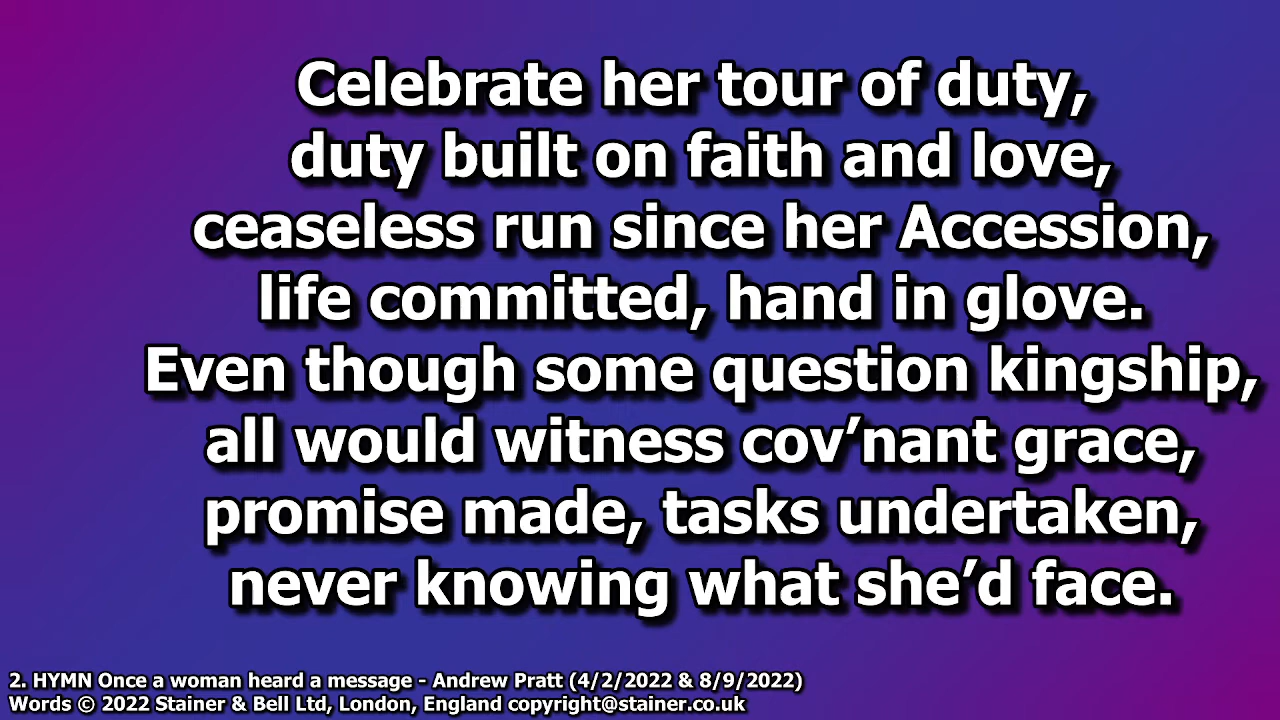 Celebrate her tour of duty,
duty built on faith and love,
ceaseless run since her Accession,
life committed, hand in glove.
Even though some question kingship,
all would witness cov’nant grace,
promise made, tasks undertaken,
never knowing what she’d face.
2. HYMN Once a woman heard a message - Andrew Pratt (4/2/2022 & 8/9/2022)
Words © 2022 Stainer & Bell Ltd, London, England copyright@stainer.co.uk